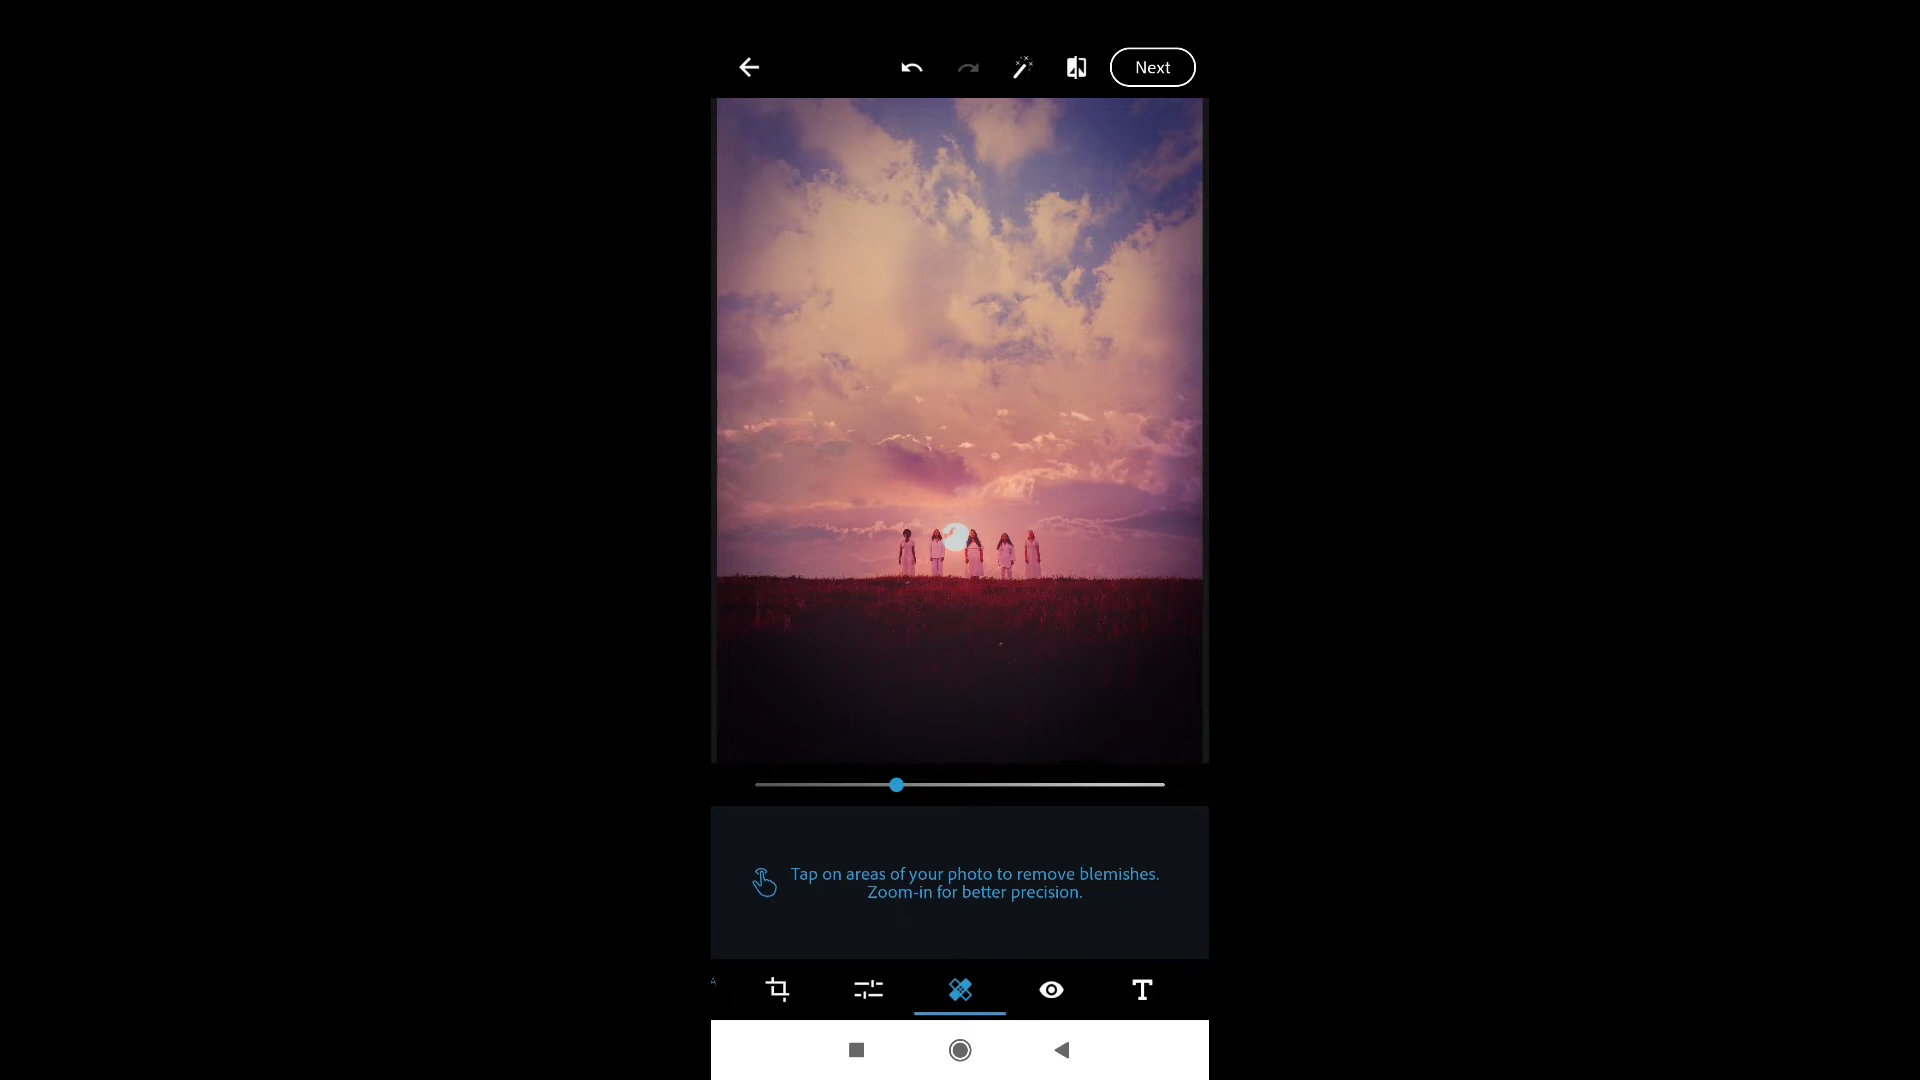 Next
Tap on areas of your photo to remove blemishes.
Zoom-in for better precision.
T